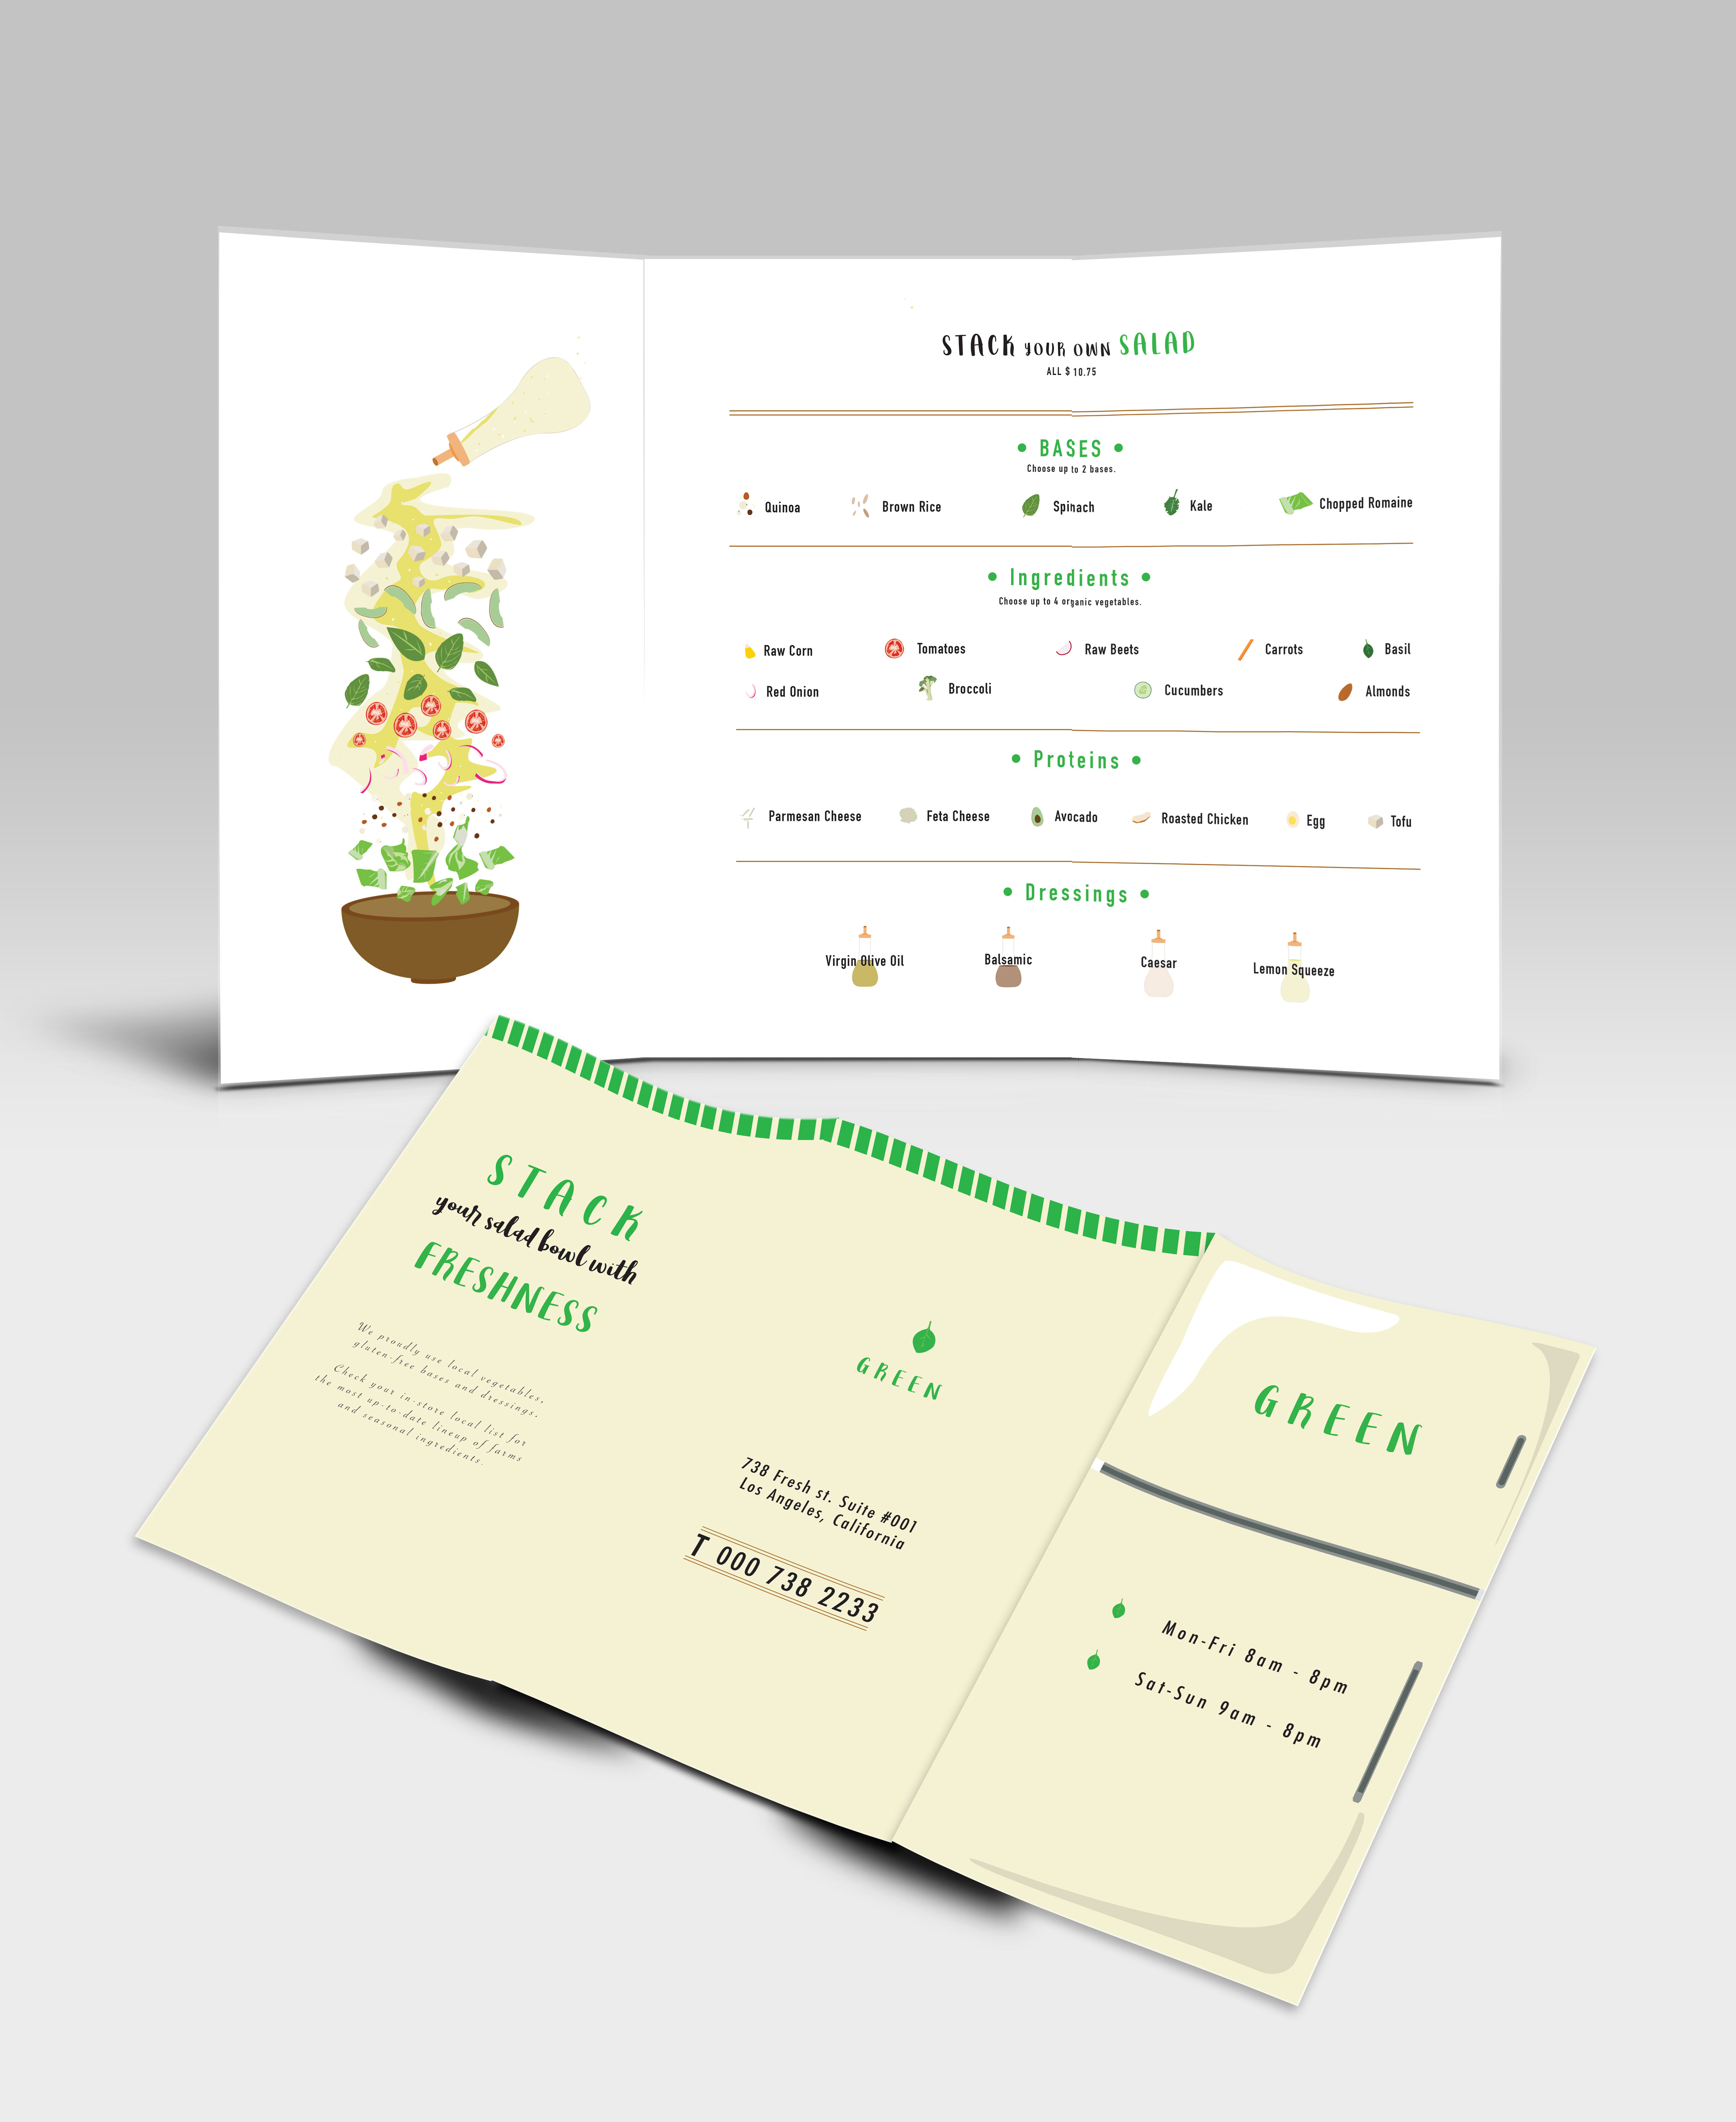 STACK YOUR OWN SALAD
ALL $ 10.75
• BASES •
Choose up to 2 bases.
Quinoa Brown Rice Spinach Kale Chopped Romaine
• Ingredients •
Choose up to 4 organic vegetables.
Raw Corn Tomatoes Raw Beets Carrots Basil
Red Onion Broccoli Cucumbers Almonds
• Proteins •
Parmesan Cheese Feta Cheese Avocado Roasted Chicken Egg Tofu
• Dressings •
Virgin Olive Oil Balsamic Caesar Lemon Squeeze
STACK
your salad bowl with
FRESHNESS
We proudly use local vegetables,
gluten-free bases and dressings.
Check your in-store local list for
the most up-to-date lineup of farms
and seasonal ingredients.
GREEN
738 Fresh st. Suite #001
Los Angeles, California
T 000 738 2233
GREEN
Mon-Fri 8am - 8pm
Sat-Sun 9am - 8pm